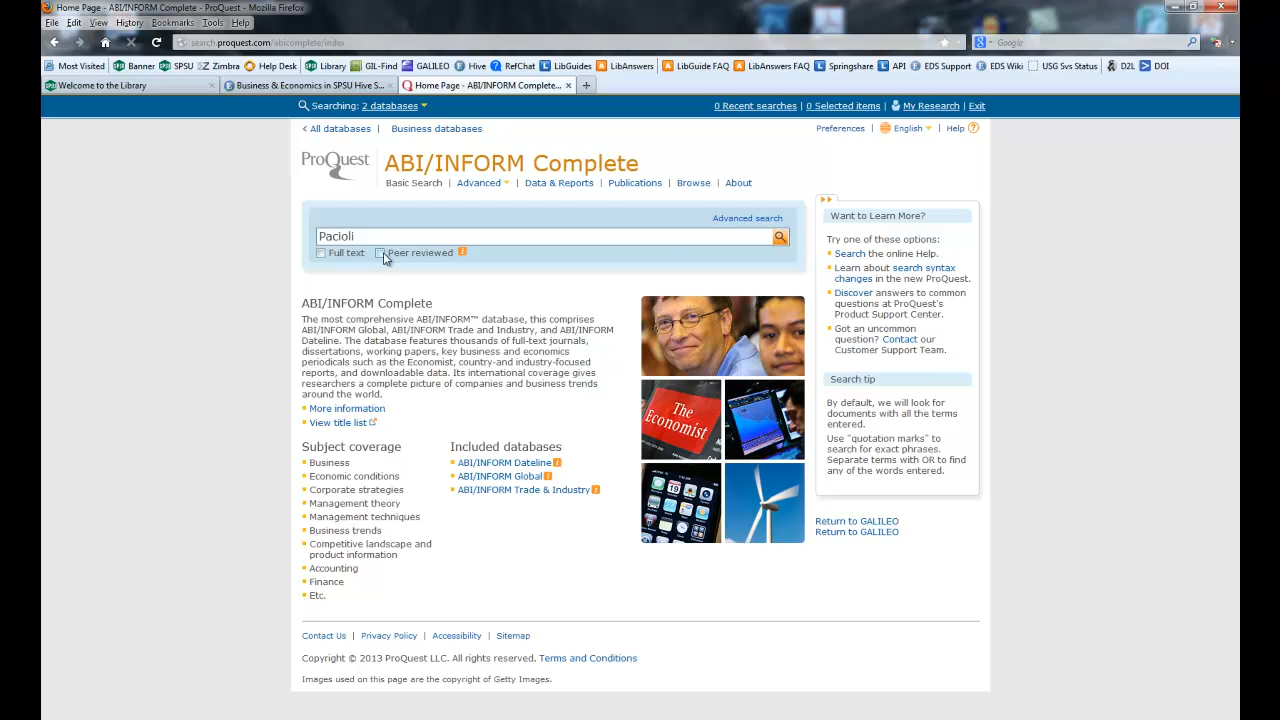 Home Page - ABI/INFORM Complete - ProQuest - Mozilla Firefox
File Edit View History Bookmarks Tools Help
search.proquest.com/abicomplete/index
Google
Most Visited Banner SPSU Zimbra Help Desk Library GIL-Find GALILEO Hive RefChat LibGuides LibAnswers LibGuide FAQ LibAnswers FAQ Springshare API EDS Support EDS Wiki USG Svs Status D2L DOI
Welcome to the Library
Business & Economics in SPSU Hive S...
Home Page - ABI/INFORM Complete...
Searching: 2 databases
0 Recent searches | 0 Selected items | My Research | Exit
< All databases | Business databases
Preferences | English | Help
ProQuest
ABI/INFORM Complete
Basic Search | Advanced | Data & Reports | Publications | Browse | About
Advanced search
Pacioli
Full text Peer reviewed
ABI/INFORM Complete
The most comprehensive ABI/INFORM™ database, this comprises
ABI/INFORM Global, ABI/INFORM Trade and Industry, and ABI/INFORM
Dateline. The database features thousands of full-text journals,
dissertations, working papers, key business and economics
periodicals such as the Economist, country-and industry-focused
reports, and downloadable data. Its international coverage gives
researchers a complete picture of companies and business trends
around the world.
More information
View title list
Subject coverage
Business
Economic conditions
Corporate strategies
Management theory
Management techniques
Business trends
Competitive landscape and
product information
Accounting
Finance
Etc.
Included databases
ABI/INFORM Dateline
ABI/INFORM Global
ABI/INFORM Trade & Industry
The
Economist
Want to Learn More?
Try one of these options:
Search the online Help.
Learn about search syntax
changes in the new ProQuest.
Discover answers to common
questions at ProQuest's
Product Support Center.
Got an uncommon
question? Contact our
Customer Support Team.
Search tip
By default, we will look for
documents with all the terms
entered.
Use "quotation marks" to
search for exact phrases.
Separate terms with OR to find
any of the words entered.
Return to GALILEO
Return to GALILEO
Contact Us | Privacy Policy | Accessibility | Sitemap
Copyright © 2013 ProQuest LLC. All rights reserved. Terms and Conditions
Images used on this page are the copyright of Getty Images.